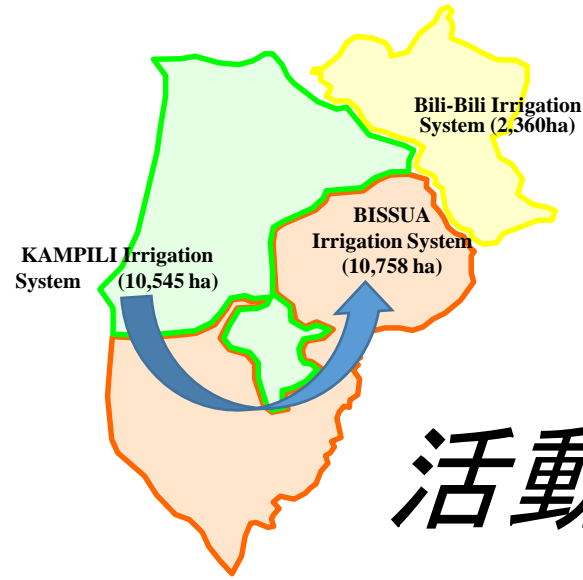 Bili-Bili Irrigation
System (2,360ha)
BISSUA
Irrigation System
(10,758 ha)
KAMPILI Irrigation
System (10,545 ha)
活動